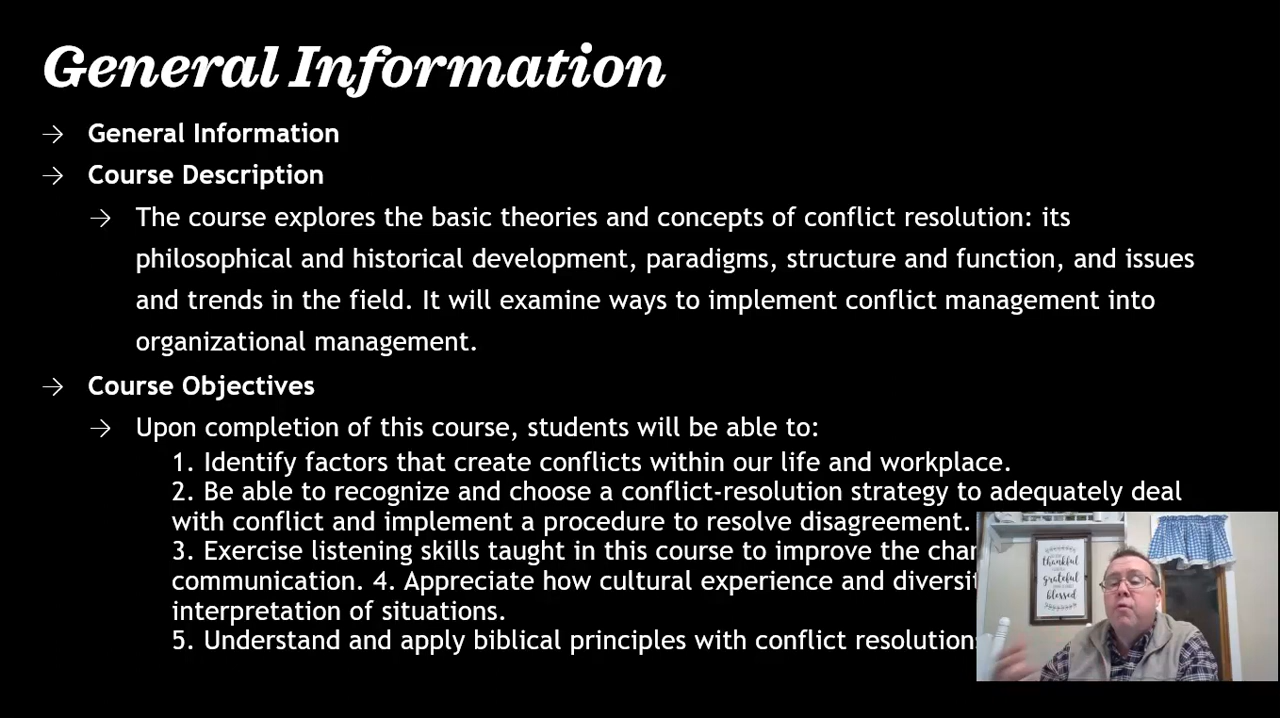 General Information
→ General Information
→ Course Description
→ The course explores the basic theories and concepts of conflict resolution: its
philosophical and historical development, paradigms, structure and function, and issues
and trends in the field. It will examine ways to implement conflict management into
organizational management.
→ Course Objectives
→ Upon completion of this course, students will be able to:
1. Identify factors that create conflicts within our life and workplace.
2. Be able to recognize and choose a conflict-resolution strategy to adequately deal
with conflict and implement a procedure to resolve disagreement.
3. Exercise listening skills taught in this course to improve the
communication. 4. Appreciate how cultural experience and
interpretation of situations.
5. Understand and apply biblical principles with conflict resolution
thankful
grateful
blessed